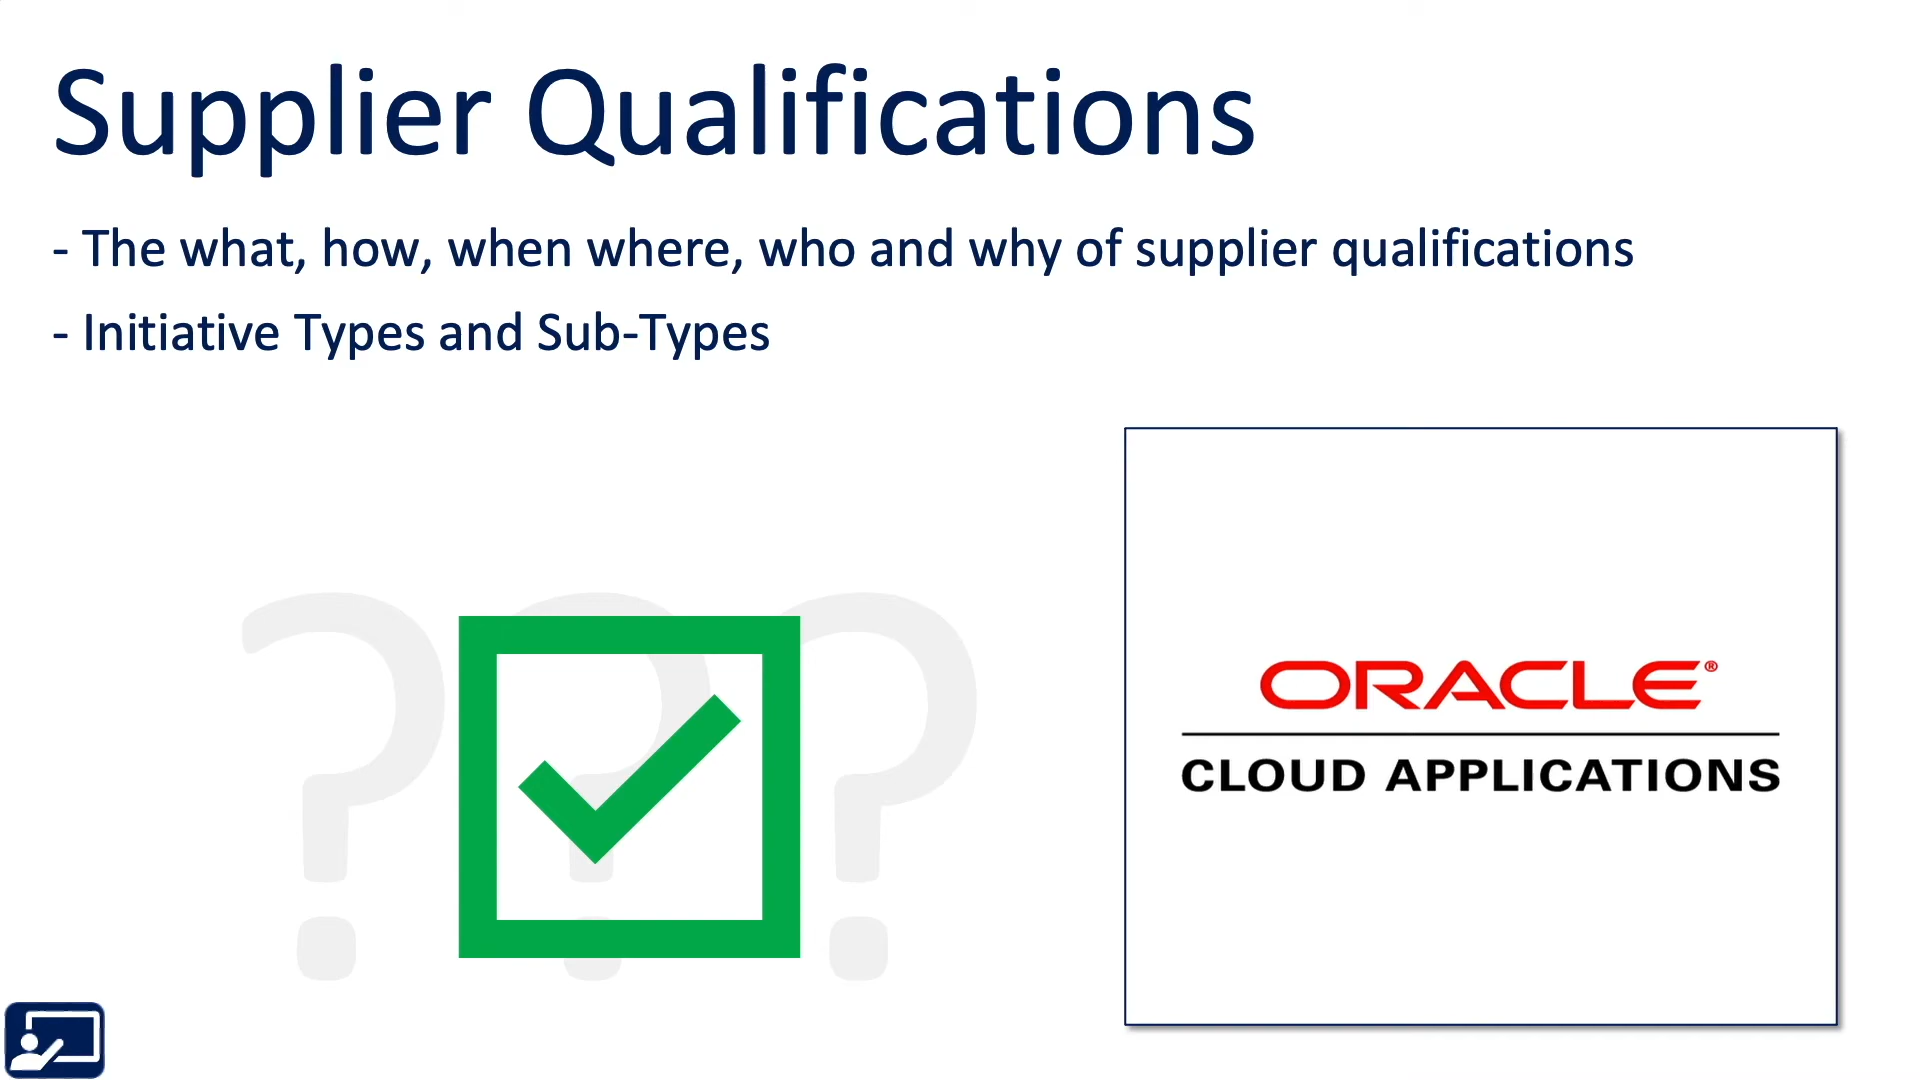 Supplier Qualifications
- The what, how, when where, who and why of supplier qualifications
- Initiative Types and Sub-Types
???
ORACLE®
CLOUD APPLICATIONS